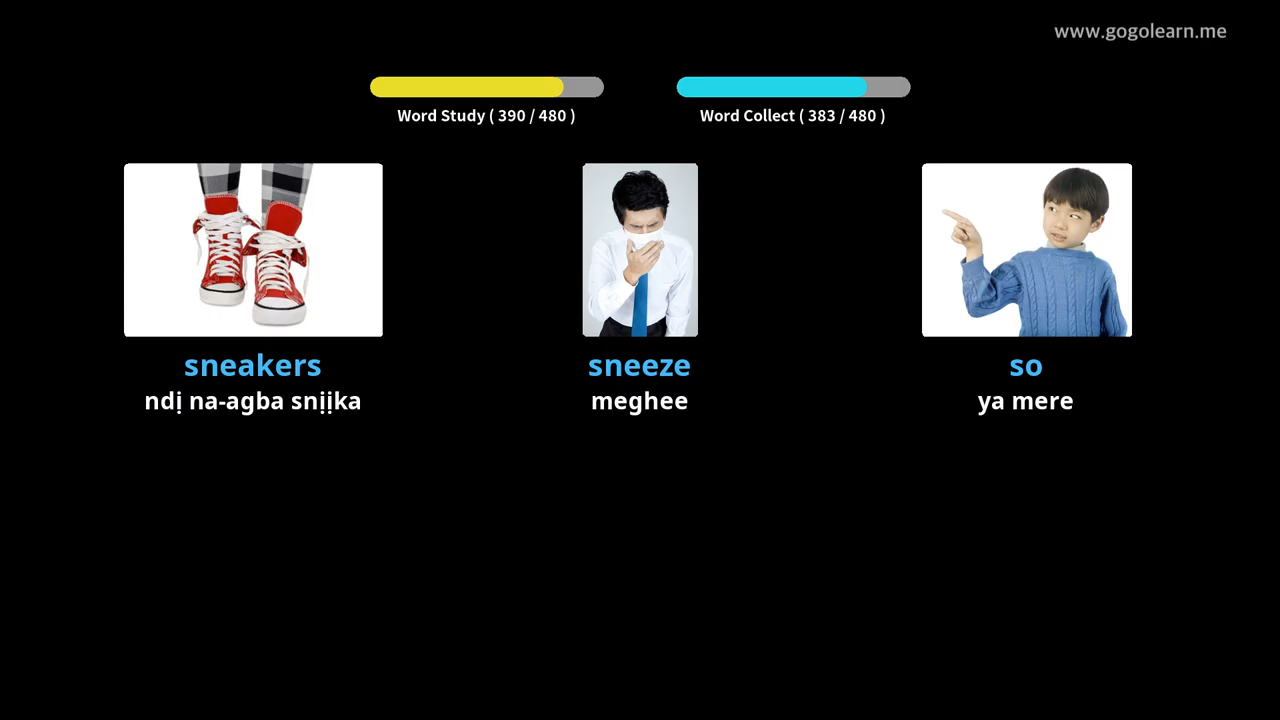 www.gogolearn.me
Word Study ( 390 / 480 )
Word Collect ( 383 / 480 )
sneakers
ndị na-agba snịịka
sneeze
meghee
so
ya mere